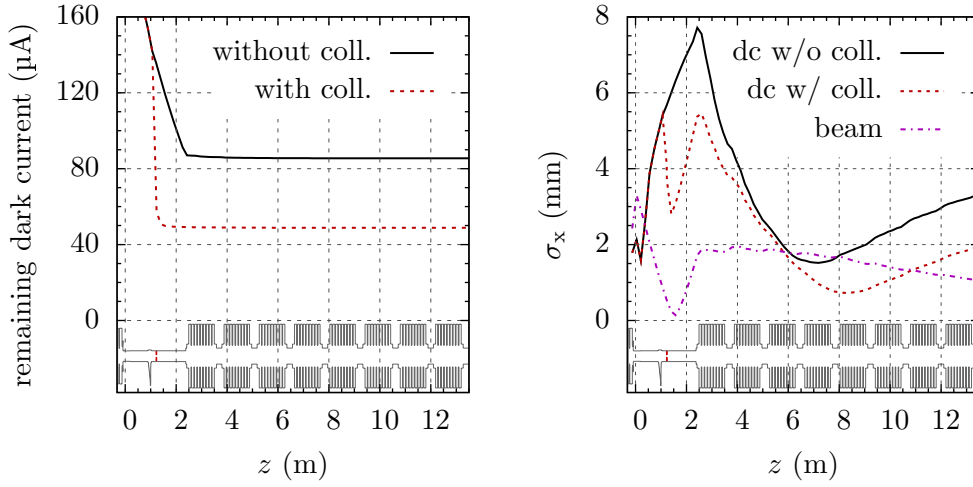 remaining dark current (µA)
160
120
80
40
0
without coll.
with coll.
0 2 4 6 8 10 12
z (m)
σx (mm)
8
6
4
2
0
dc w/o coll.
dc w/ coll.
beam
0 2 4 6 8 10 12
z (m)